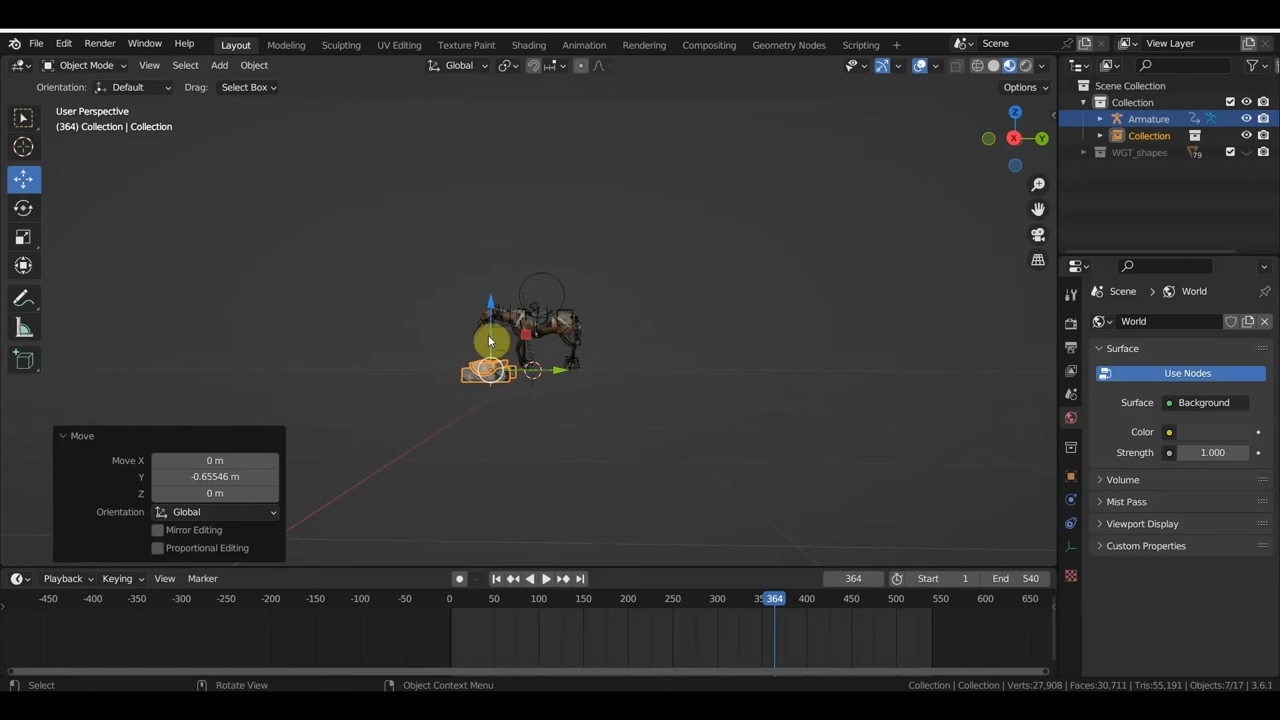 File Edit Render Window Help Layout Modeling Sculpting UV Editing Texture Paint Shading Animation Rendering Compositing Geometry Nodes Scripting + Scene View Layer
Object Mode View Select Add Object Global
Orientation: Default Drag: Select Box Options
User Perspective
(364) Collection | Collection
X Y Z
Move
Move X 0 m
Y -0.65546 m
Z 0 m
Orientation Global
Mirror Editing
Proportional Editing
Scene Collection
Collection
Armature
Collection
WGT_shapes 79
Scene > World
World
Surface
Use Nodes
Surface Background
Color
Strength 1.000
Volume
Mist Pass
Viewport Display
Custom Properties
Playback Keying View Marker 364 Start 1 End 540
-450 -400 -350 -300 -250 -200 -150 -100 -50 0 50 100 150 200 250 300 364 400 450 500 550 600 650
Select Rotate View Object Context Menu Collection | Collection | Verts:27,908 | Faces:30,711 | Tris:55,191 | Objects:7/17 | 3.6.1